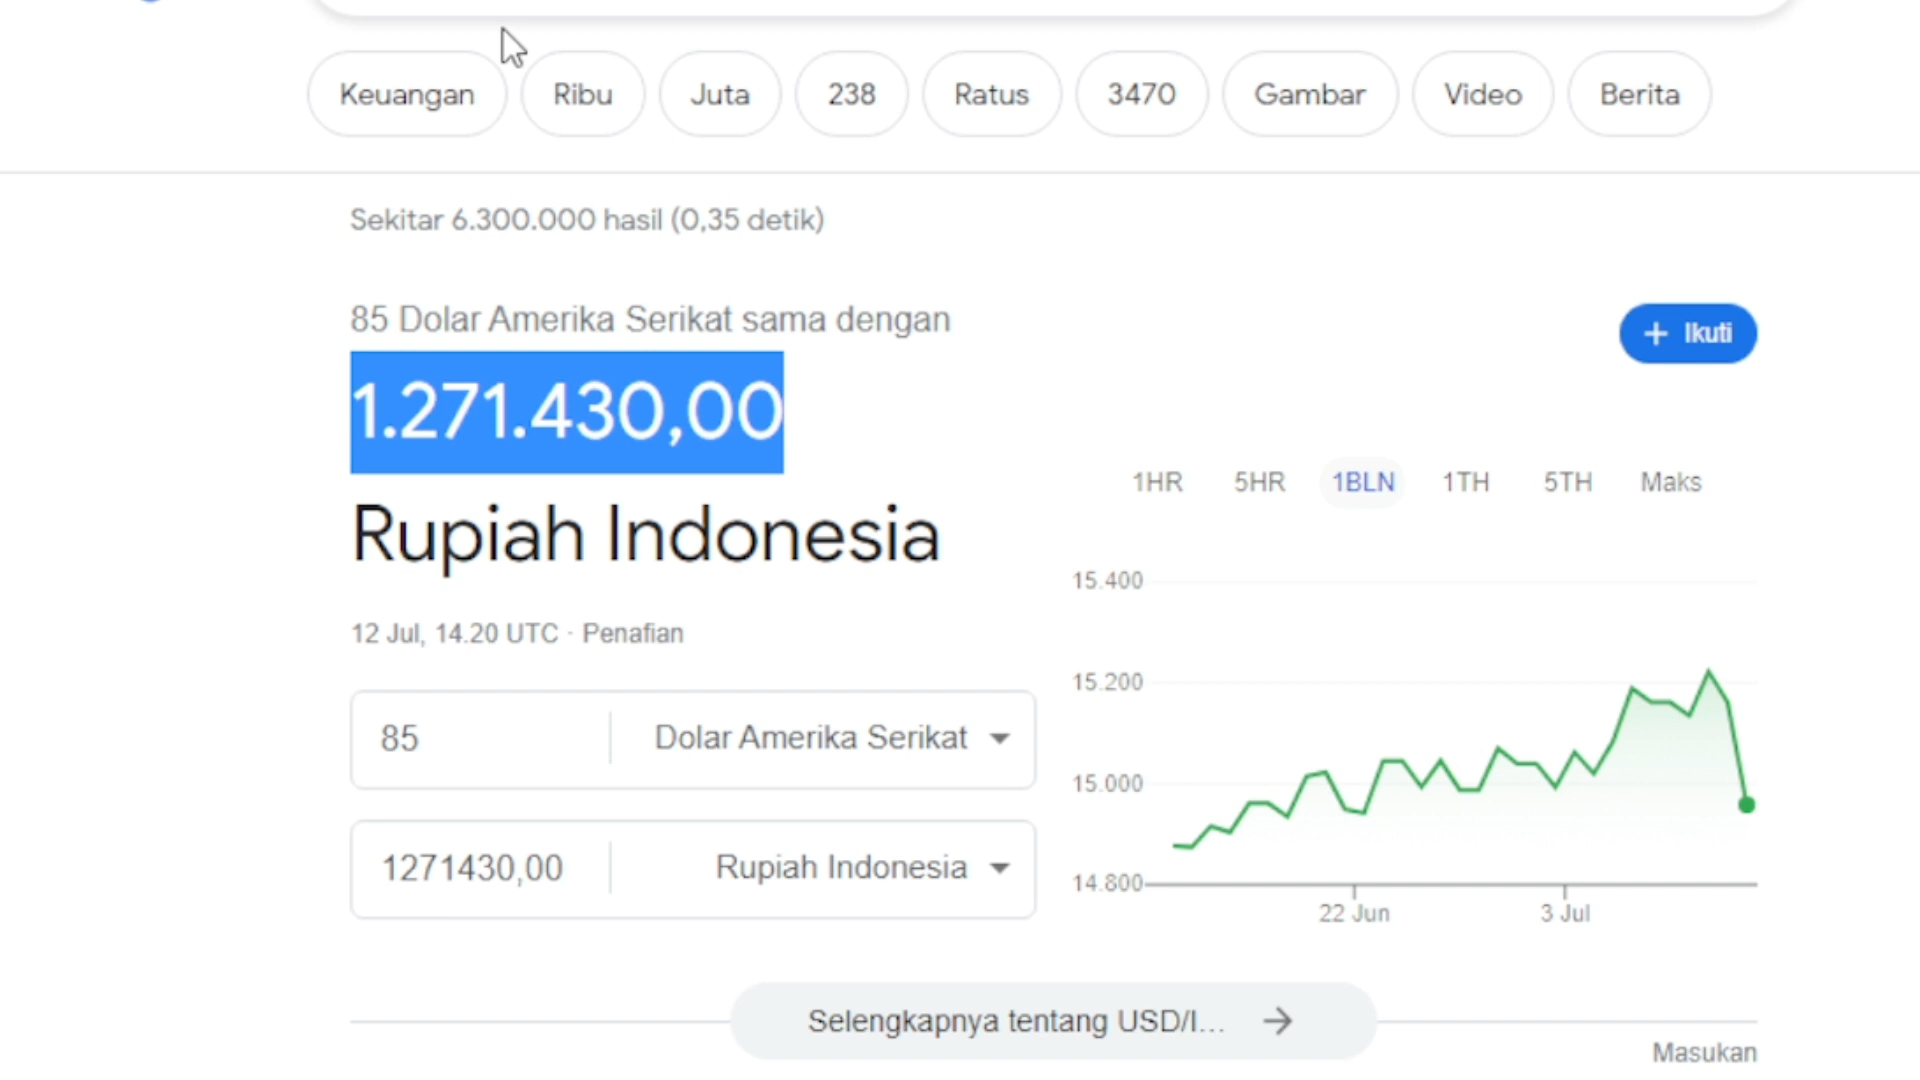 Keuangan Ribu Juta 238 Ratus 3470 Gambar Video Berita
Sekitar 6.300.000 hasil (0,35 detik)
85 Dolar Amerika Serikat sama dengan
+ Ikuti
1.271.430,00
Rupiah Indonesia
12 Jul, 14.20 UTC · Penafian
85 Dolar Amerika Serikat
1271430,00 Rupiah Indonesia
1HR 5HR 1BLN 1TH 5TH Maks
15.400
15.200
15.000
14.800
22 Jun 3 Jul
Selengkapnya tentang USD/I... →
Masukan